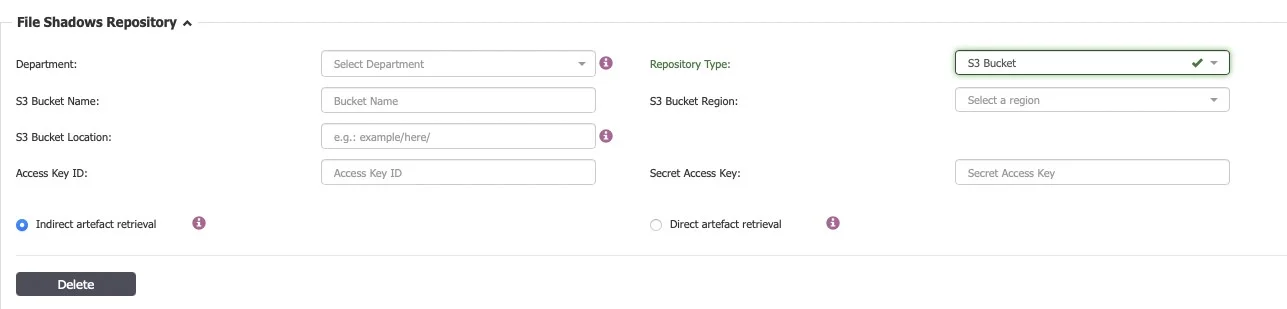 File Shadows Repository
Department:
Select Department
Repository Type:
S3 Bucket
S3 Bucket Name:
Bucket Name
S3 Bucket Region:
Select a region
S3 Bucket Location:
e.g.: example/here/
Access Key ID:
Access Key ID
Secret Access Key:
Secret Access Key
Indirect artefact retrieval
Direct artefact retrieval
Delete